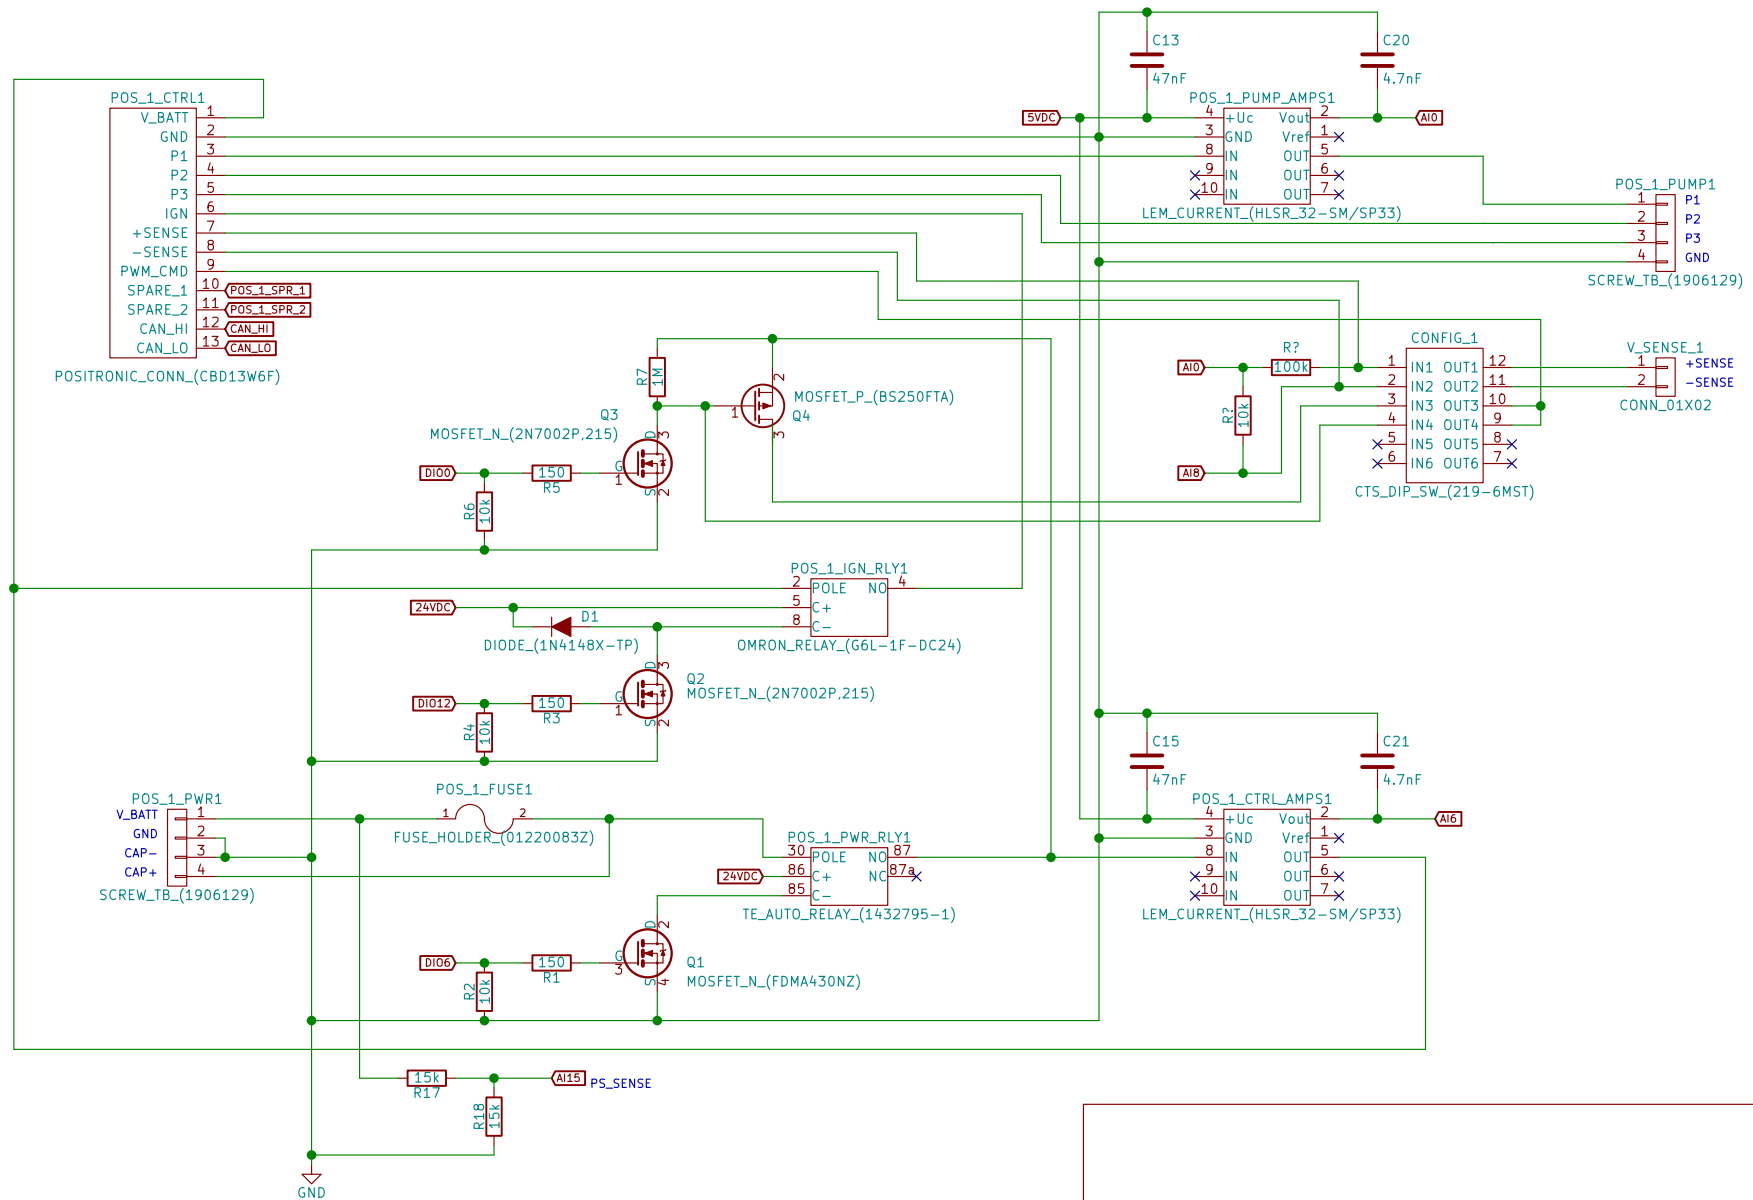 C13
47nF
C20
4.7nF
POS_1_CTRL1
V_BATT 1
GND 2
P1 3
P2 4
P3 5
IGN 6
+SENSE 7
-SENSE 8
PWM_CMD 9
SPARE_1 10 POS_1_SPR_1
SPARE_2 11 POS_1_SPR_2
CAN_HI 12 CAN_HI
CAN_LO 13 CAN_LO
POSITRONIC_CONN_(CBD13W6F)
POS_1_PUMP_AMPS1
5VDC 4 +Uc Vout 2 AI0
3 GND Vref 1
8 IN OUT 5
9 IN OUT 6
10 IN OUT 7
LEM_CURRENT_(HLSR_32-SM/SP33)
POS_1_PUMP1
1 P1
2 P2
3 P3
4 GND
SCREW_TB_(1906129)
R7
1M
2
1
3
MOSFET_P_(BS250FTA)
Q4
Q3
MOSFET_N_(2N7002P,215)
D 3
G
1
S 2
DIO0
150
R5
R6
10k
R?
AI0
100k
R?
10k
AI8
CONFIG_1
1 IN1 OUT1 12
2 IN2 OUT2 11
3 IN3 OUT3 10
4 IN4 OUT4 9
5 IN5 OUT5 8
6 IN6 OUT6 7
CTS_DIP_SW_(219-6MST)
V_SENSE_1
1 +SENSE
2 -SENSE
CONN_01X02
POS_1_IGN_RLY1
2 POLE NO 4
24VDC 5 C+
8 C-
OMRON_RELAY_(G6L-1F-DC24)
D1
DIODE_(1N4148X-TP)
D 3
G
1
S 2
Q2
MOSFET_N_(2N7002P,215)
DIO12
150
R3
R4
10k
POS_1_PWR1
V_BATT 1
GND 2
CAP- 3
CAP+ 4
SCREW_TB_(1906129)
POS_1_FUSE1
1 2
FUSE_HOLDER_(01220083Z)
POS_1_PWR_RLY1
30 POLE NO 87
24VDC 86 C+ NC 87a
85 C-
TE_AUTO_RELAY_(1432795-1)
C15
47nF
C21
4.7nF
POS_1_CTRL_AMPS1
4 +Uc Vout 2 AI6
3 GND Vref 1
8 IN OUT 5
9 IN OUT 6
10 IN OUT 7
LEM_CURRENT_(HLSR_32-SM/SP33)
D 2
G
3
S 4
Q1
MOSFET_N_(FDMA430NZ)
DIO6
150
R1
R2
10k
15k
R17
AI15 PS_SENSE
R18
15k
GND